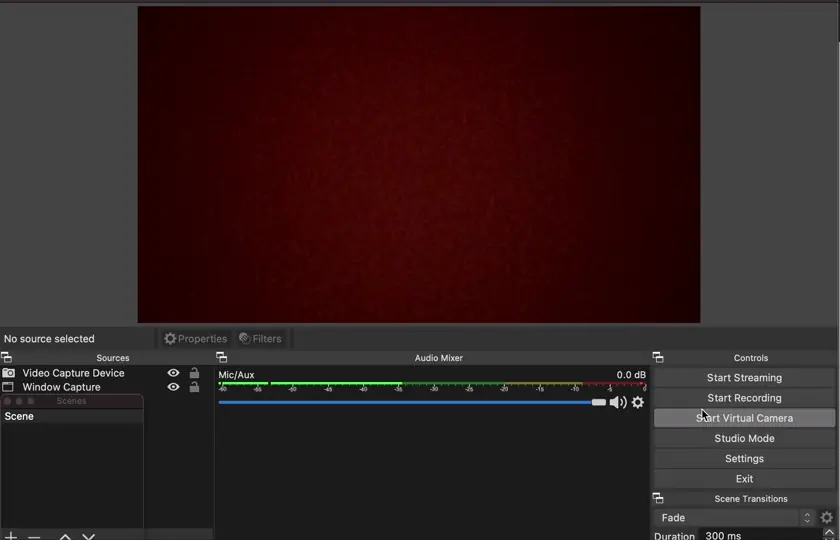 No source selected
Properties
Filters
Sources
Audio Mixer
Controls
Video Capture Device
Window Capture
Scenes
Scene
Mic/Aux
0.0 dB
-60 -55 -50 -45 -40 -35 -30 -25 -20 -15 -10 -5 0
Start Streaming
Start Recording
Start Virtual Camera
Studio Mode
Settings
Exit
Scene Transitions
Fade
Duration
300 ms